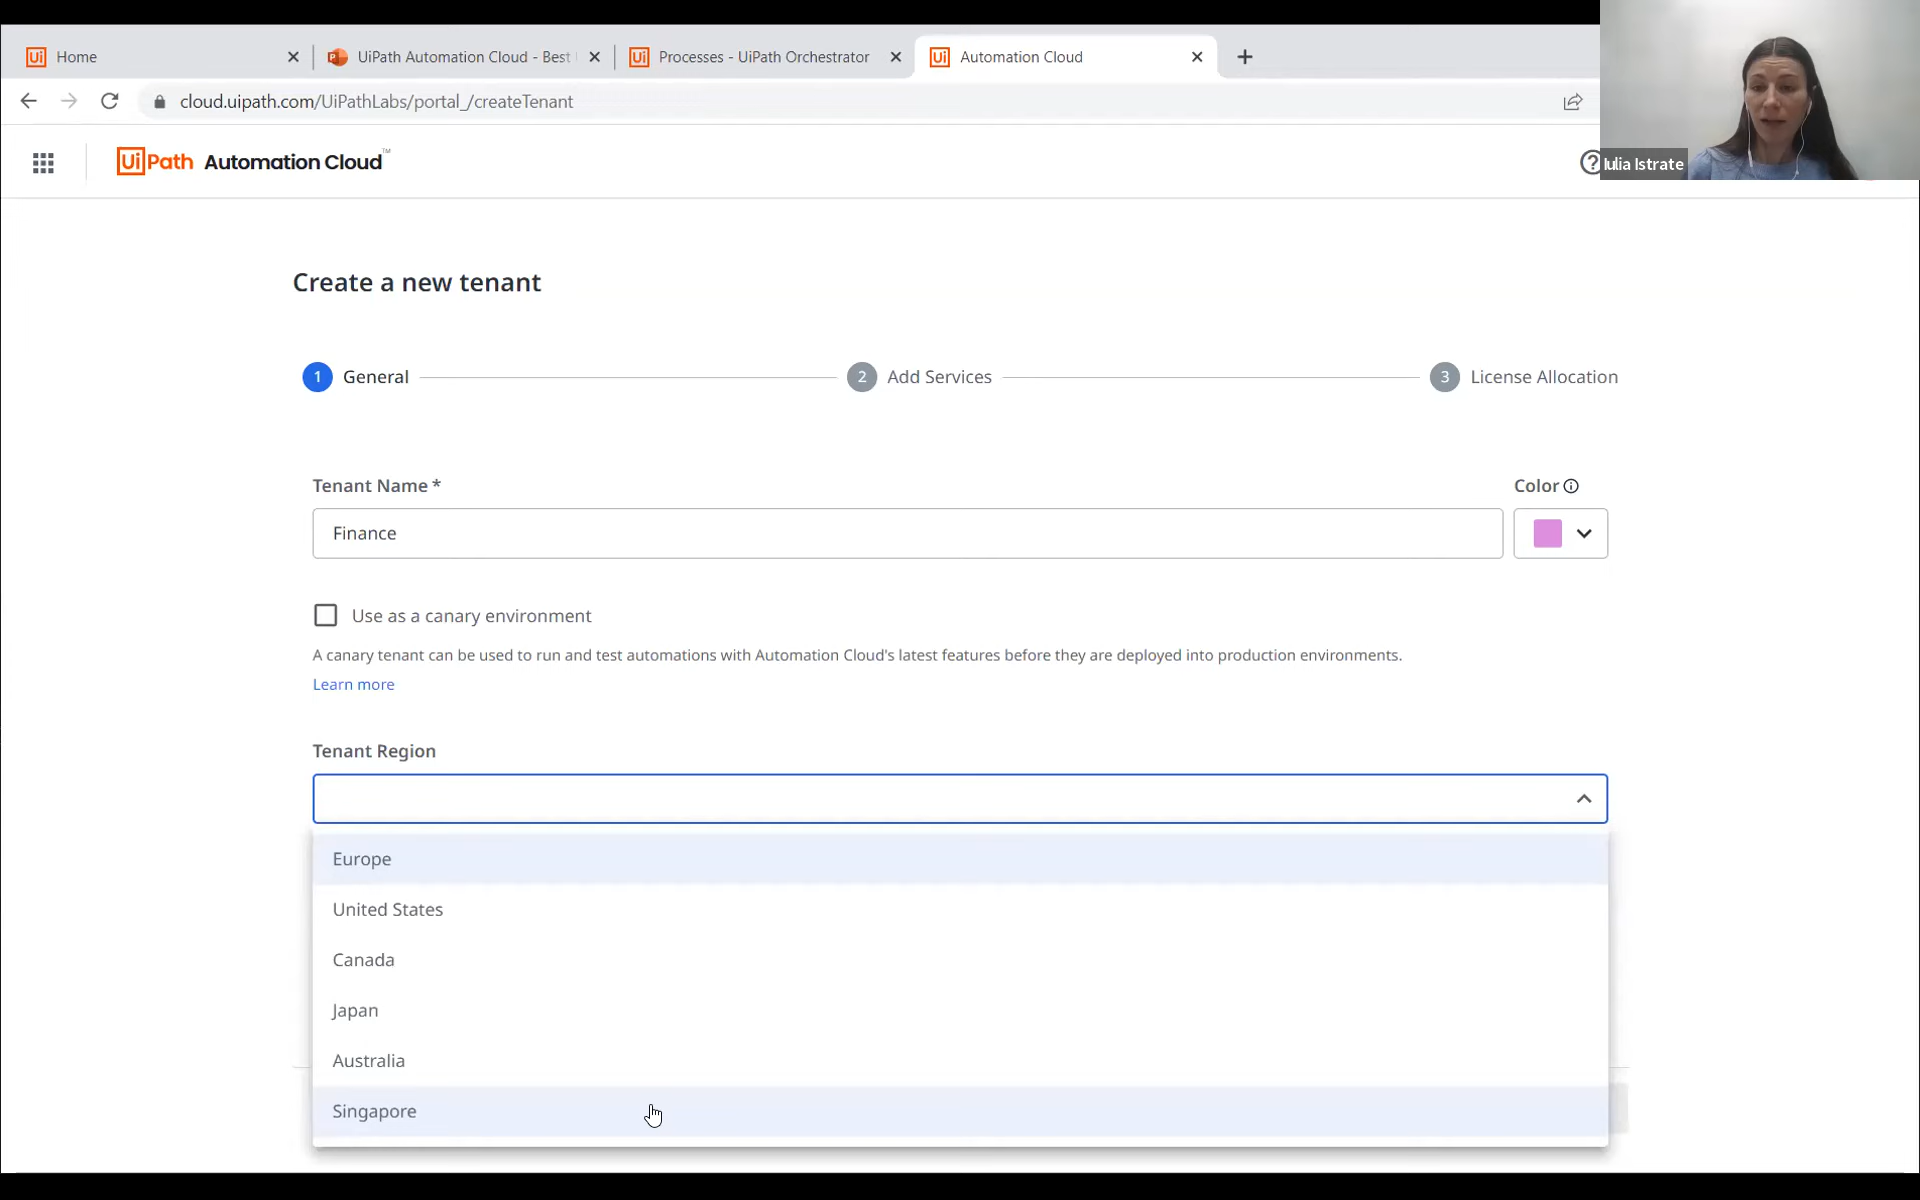 Home
UiPath Automation Cloud - Best
Processes - UiPath Orchestrator
Automation Cloud
cloud.uipath.com/UiPathLabs/portal_/createTenant
UiPath Automation Cloud™
Iulia Istrate
Create a new tenant
1 General
2 Add Services
3 License Allocation
Tenant Name *
Color
Finance
Use as a canary environment
A canary tenant can be used to run and test automations with Automation Cloud's latest features before they are deployed into production environments.
Learn more
Tenant Region
Europe
United States
Canada
Japan
Australia
Singapore